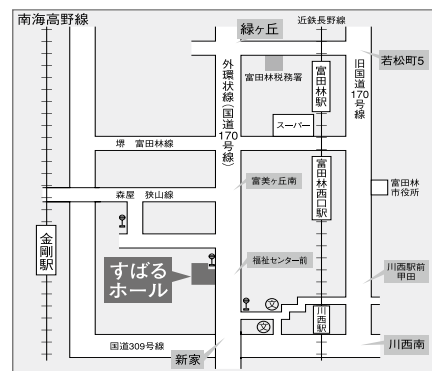 南海高野線
緑ヶ丘
近鉄長野線
若松町5
外環状線(国道170号線)
富田林税務署
富田林駅
旧国道170号線
スーパー
堺 富田林線
富田林西口駅
富美ヶ丘南
富田林
市役所
森屋 狭山線
金剛駅
すばる
ホール
福祉センター前
川西駅前
甲田
文
文
川西駅
国道309号線
新家
川西南